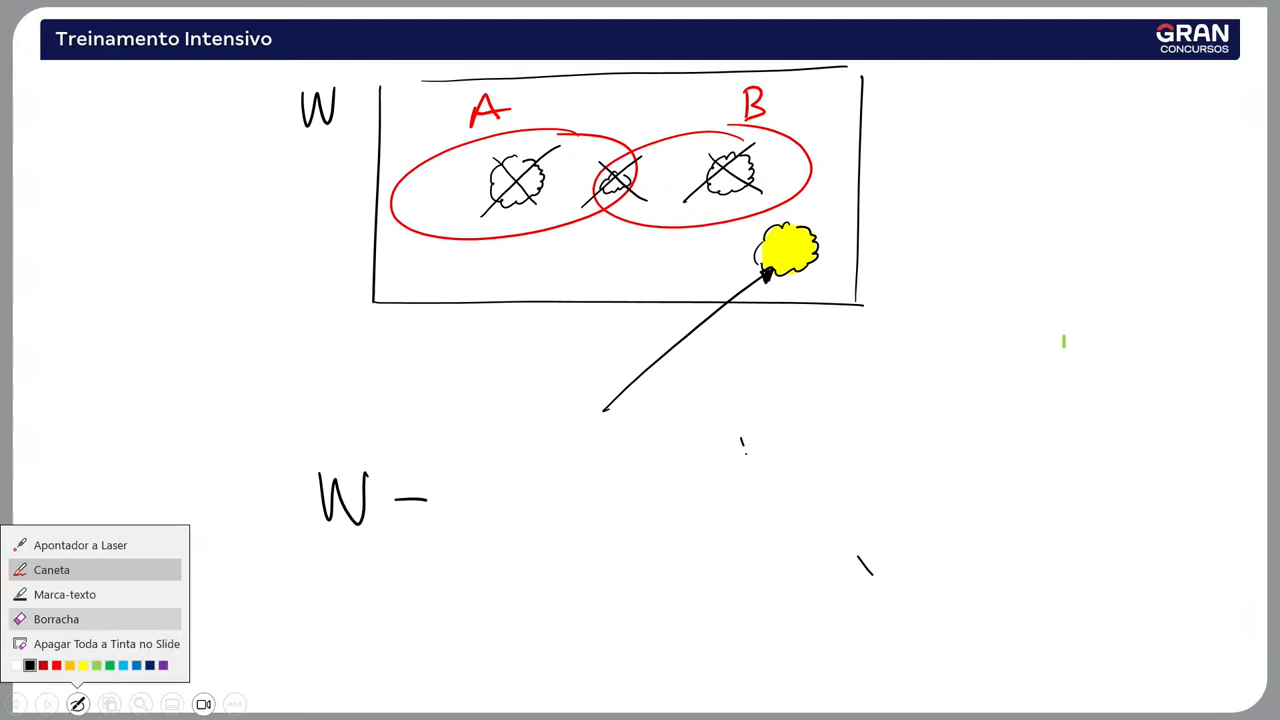 Treinamento Intensivo
GRAN
CONCURSOS
W
A
B
W –
Apontador a Laser
Caneta
Marca-texto
Borracha
Apagar Toda a Tinta no Slide